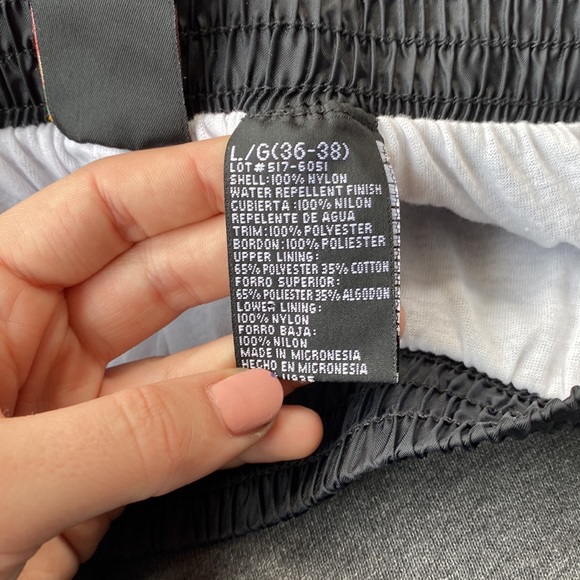 L/G(36-38)
LOT# 517-6051
SHELL:100% NYLON
WATER REPELLENT FINISH
CUBIERTA :100% NILON
REPELENTE DE AGUA
TRIM:100% POLYESTER
BORDON:100% POLIESTER
UPPER LINING:
65% POLYESTER 35% COTTON
FORRO SUPERIOR:
65% POLIESTER 35% ALGODON
LOWER LINING:
100% NYLON
FORRO BAJA:
100% NILON
MADE IN MICRONESIA
HECHO EN MICRONESIA